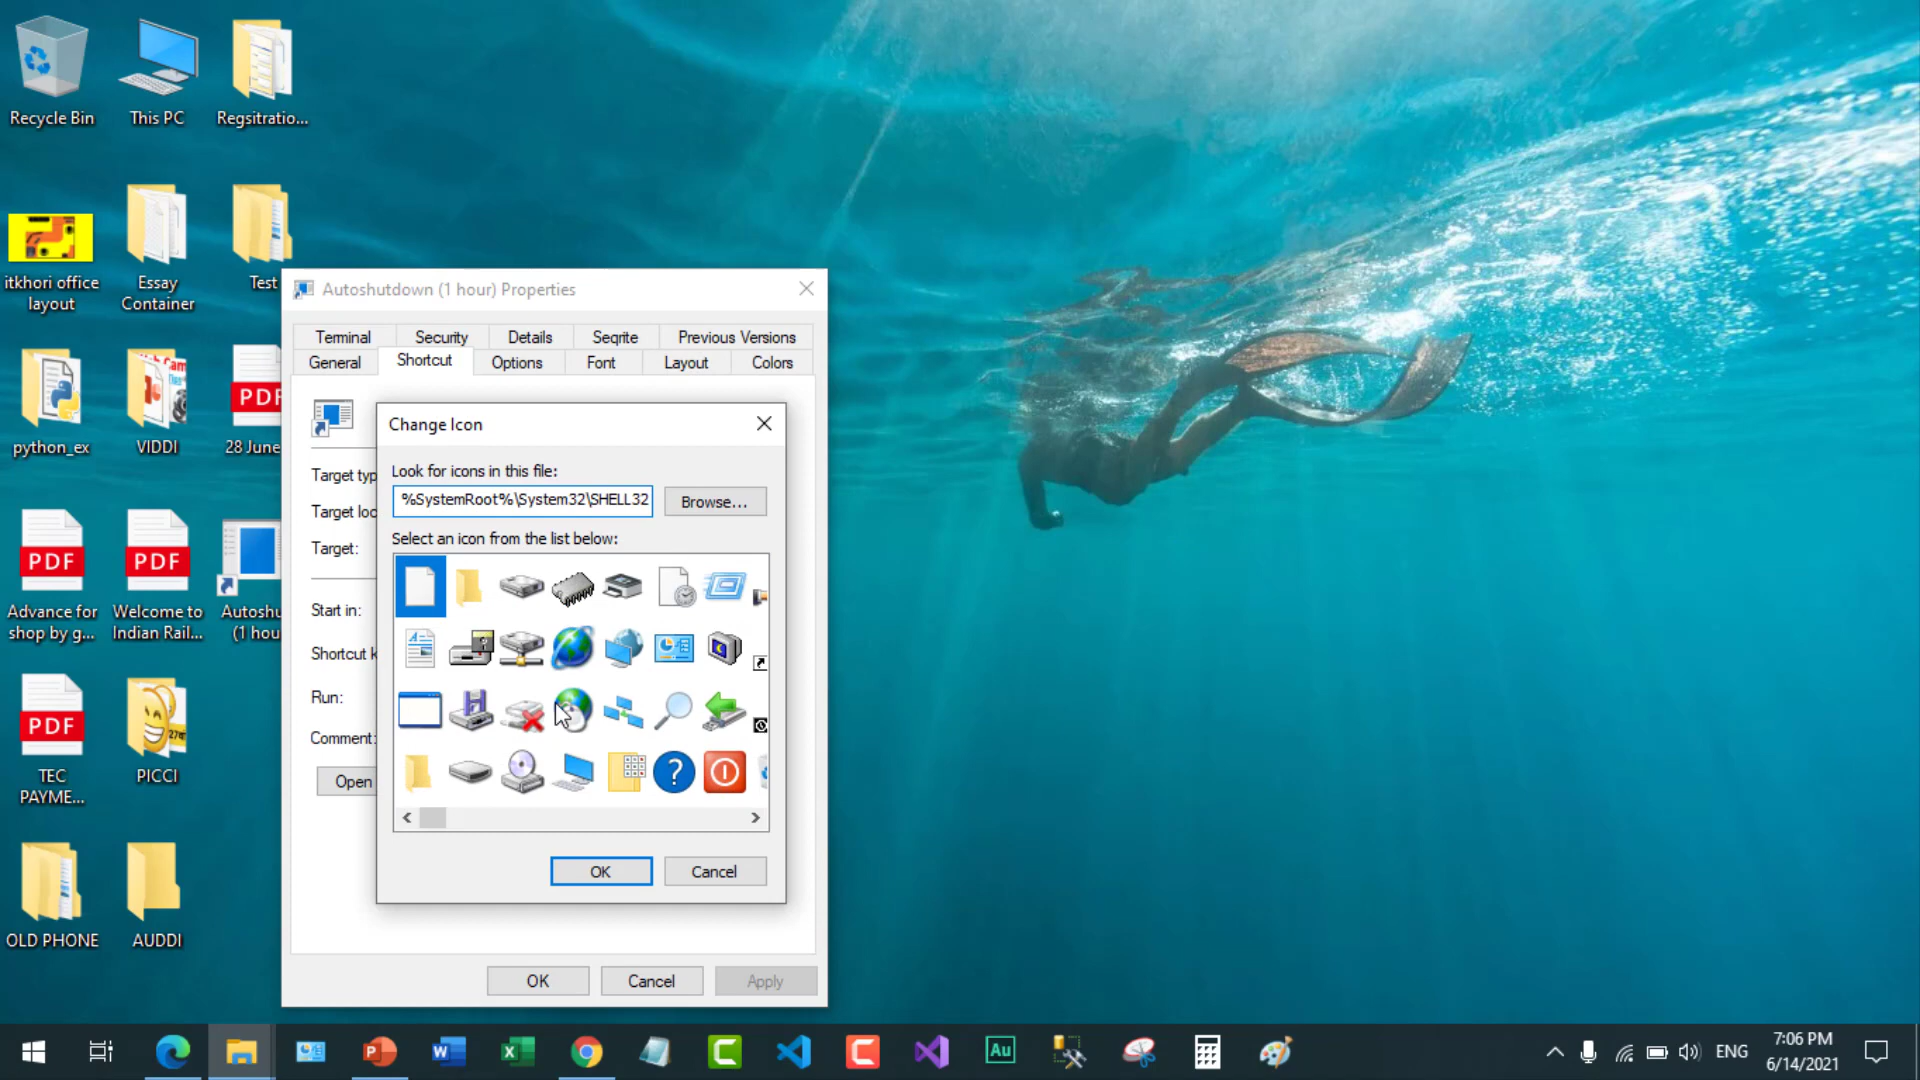 Recycle Bin
This PC
Regsitratio...
itkhori office
layout
Essay
Container
Test
python_ex
VIDDI
PDF
28 June
PDF
Advance for
shop by g...
PDF
Welcome to
Indian Rail...
Autoshu
(1 hou
PDF
TEC
PAYME...
PICCI
OLD PHONE
AUDDI
Autoshutdown (1 hour) Properties
Terminal
Security
Details
Seqrite
Previous Versions
General
Shortcut
Options
Font
Layout
Colors
Target typ
Target loc
Target:
Start in:
Shortcut k
Run:
Comment:
Open
Change Icon
Look for icons in this file:
%SystemRoot%\System32\SHELL32
Browse...
Select an icon from the list below:
OK
Cancel
OK
Cancel
Apply
Au
ENG
7:06 PM
6/14/2021